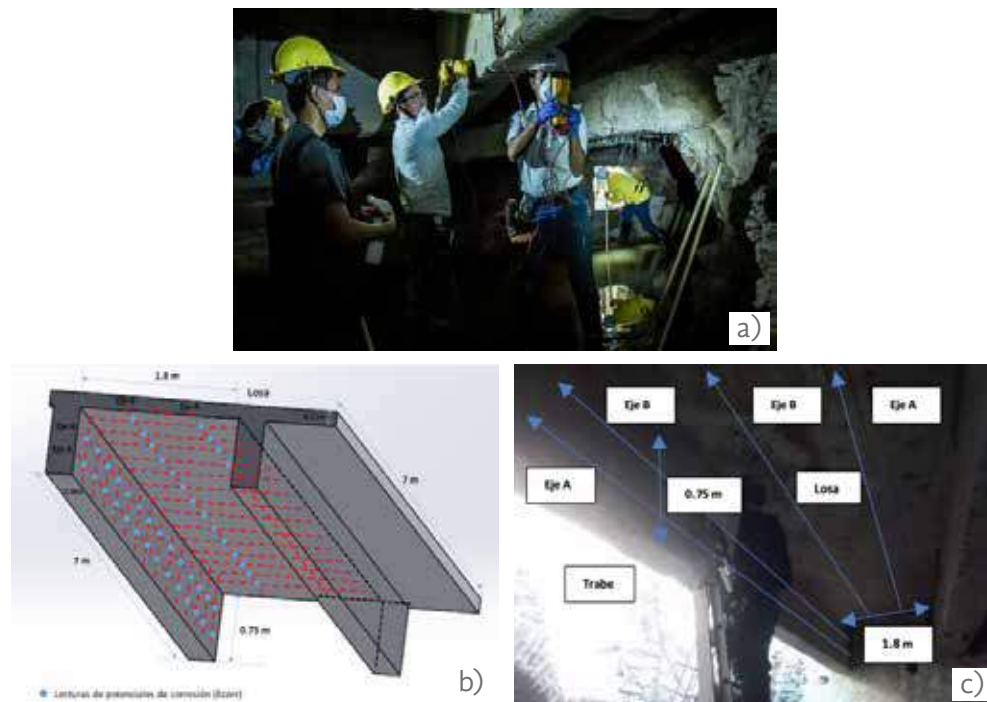 a)
1.8 m
Losa
7 m
7 m
0.75 m
Lecturas de potenciales de corrosión (Ecorr)
b)
Eje B
Eje B
Eje A
Eje A
0.75 m
Losa
Trabe
1.8 m
c)